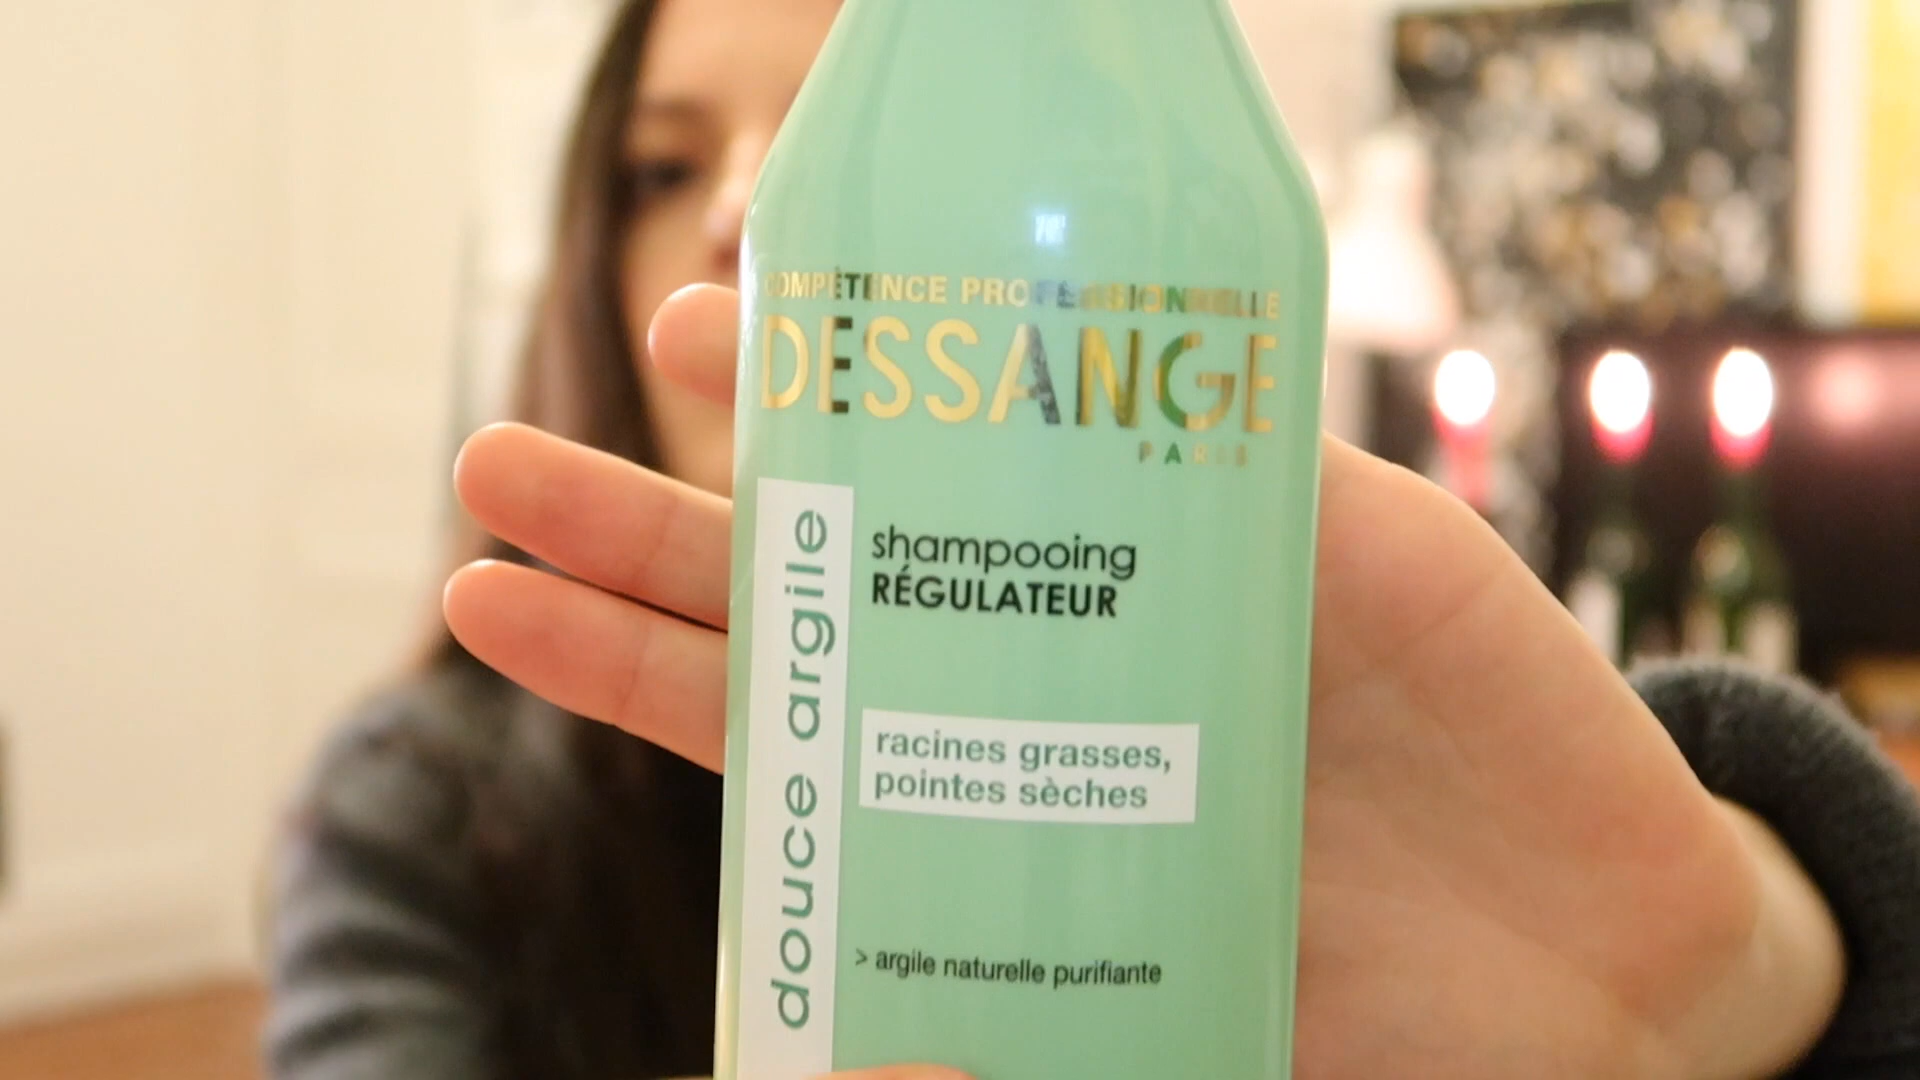 COMPÉTENCE PROFESSIONNELLE
DESSANGE
PARIS
douce argile
shampooing
RÉGULATEUR
racines grasses,
pointes sèches
> argile naturelle purifiante